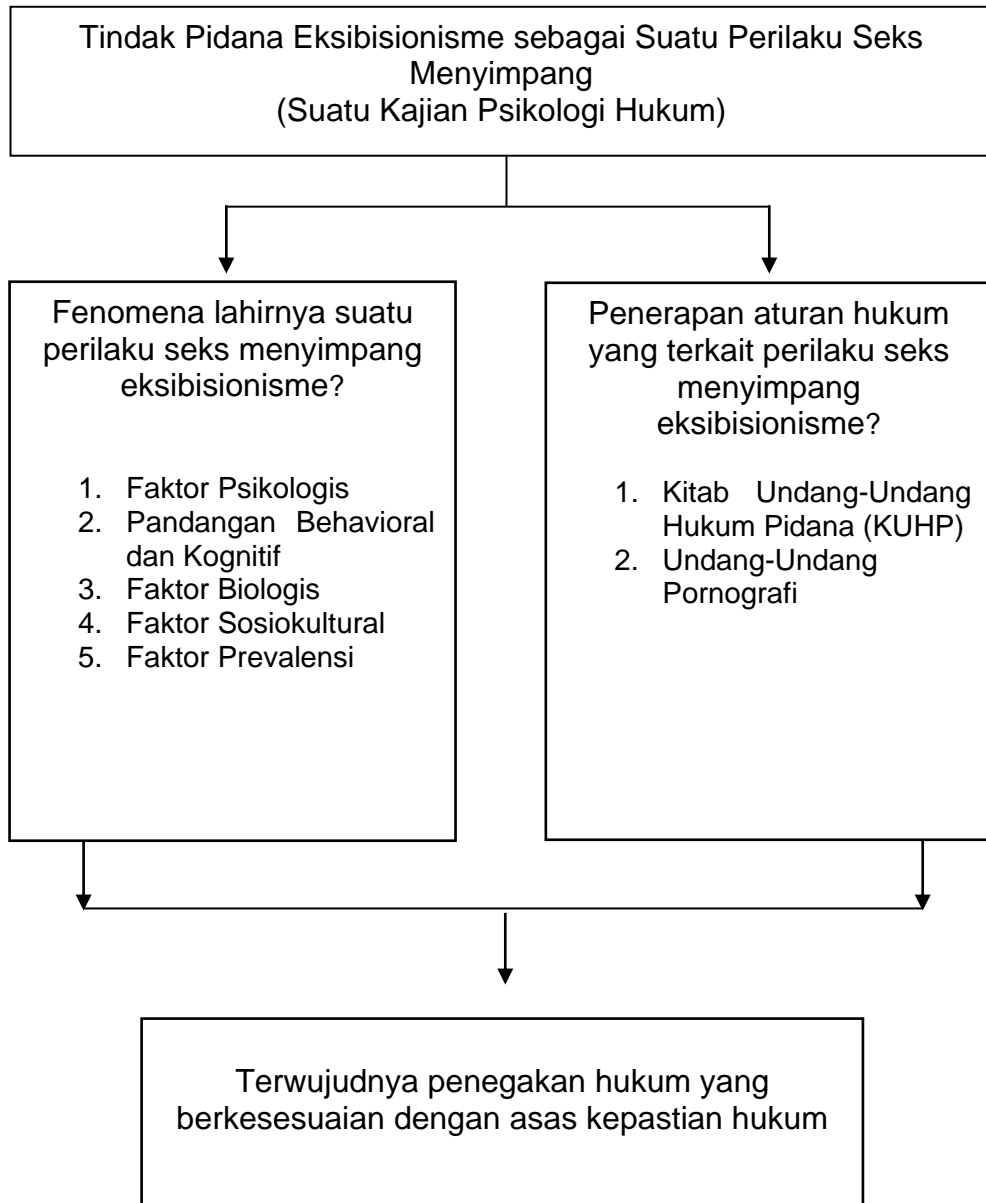 Tindak Pidana Eksibisionisme sebagai Suatu Perilaku Seks
Menyimpang
(Suatu Kajian Psikologi Hukum)
Fenomena lahirnya suatu
perilaku seks menyimpang
eksibisionisme?
1. Faktor Psikologis
2. Pandangan Behavioral
dan Kognitif
3. Faktor Biologis
4. Faktor Sosiokultural
5. Faktor Prevalensi
Penerapan aturan hukum
yang terkait perilaku seks
menyimpang
eksibisionisme?
1. Kitab Undang-Undang
Hukum Pidana (KUHP)
2. Undang-Undang
Pornografi
Terwujudnya penegakan hukum yang
berkesesuaian dengan asas kepastian hukum